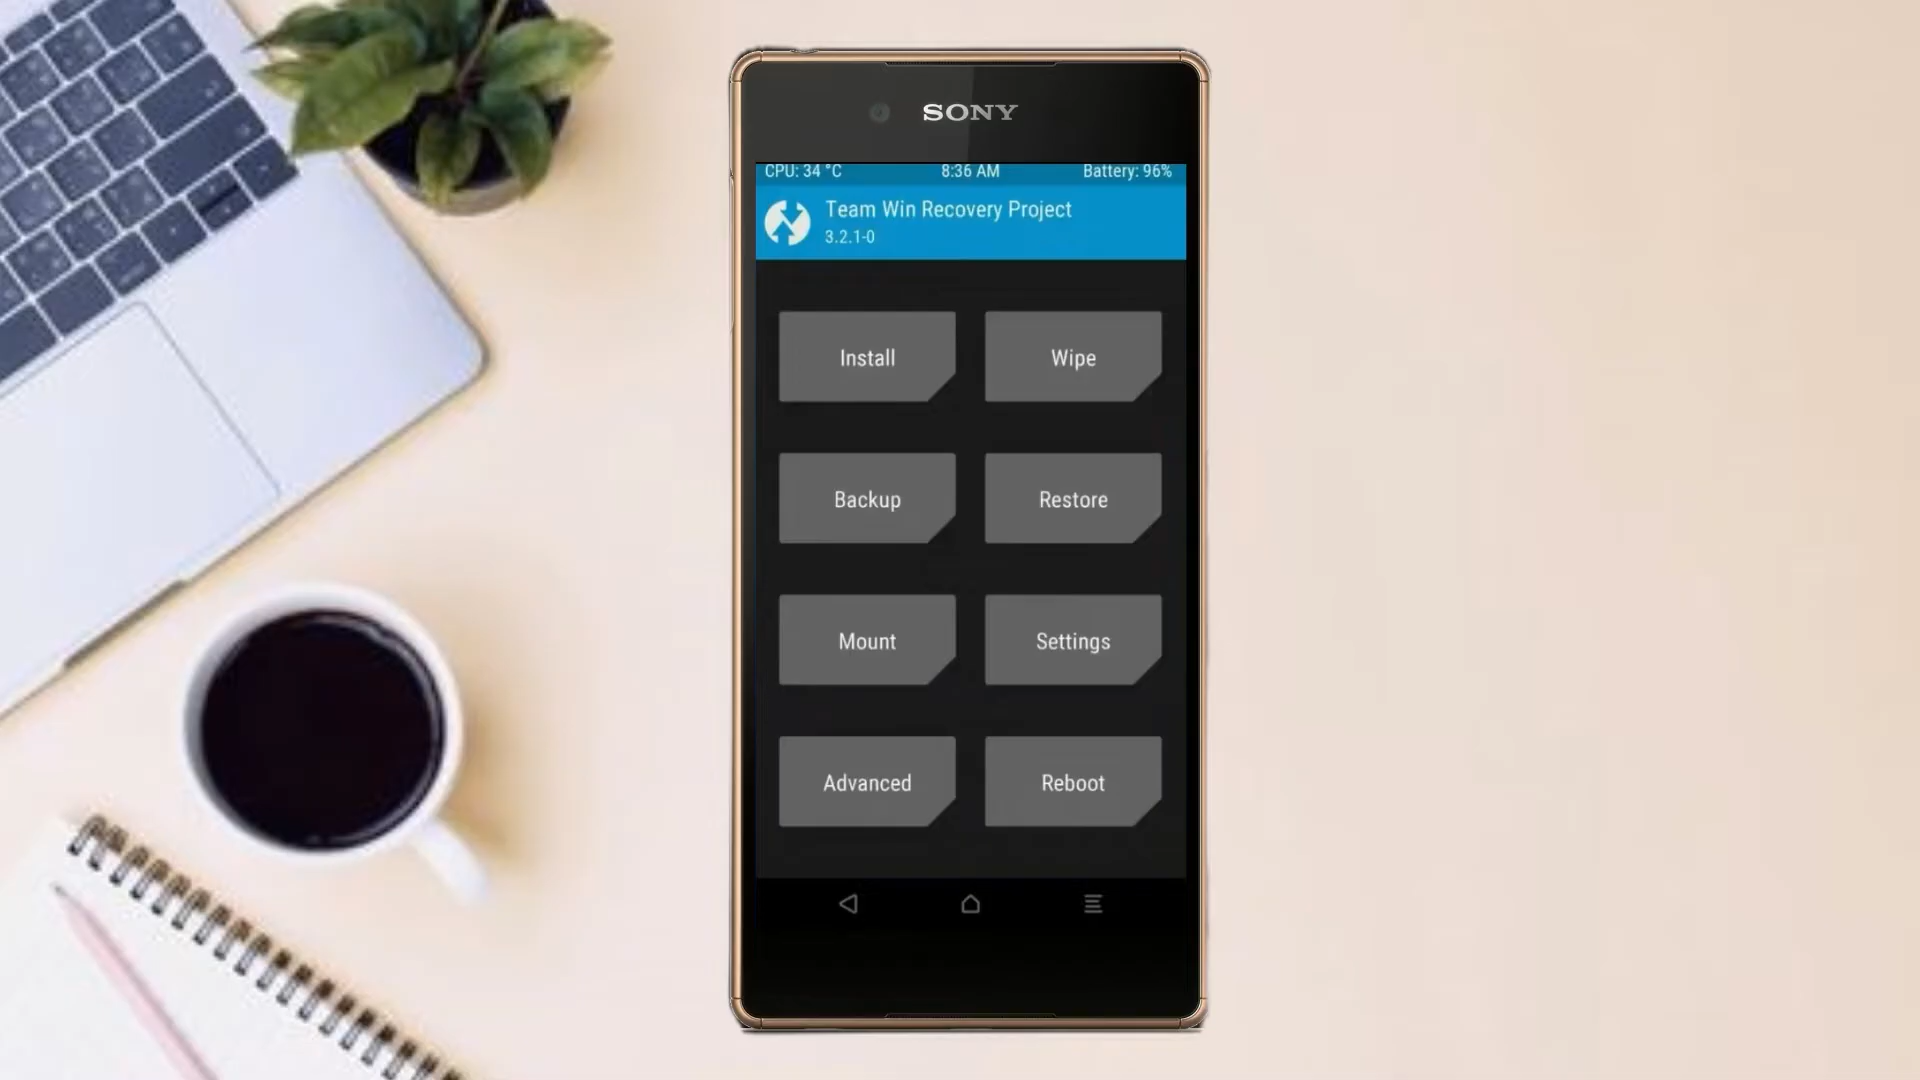 SONY
CPU: 34 °C 8:36 AM Battery: 96%
Team Win Recovery Project
3.2.1-0
Install Wipe
Backup Restore
Mount Settings
Advanced Reboot